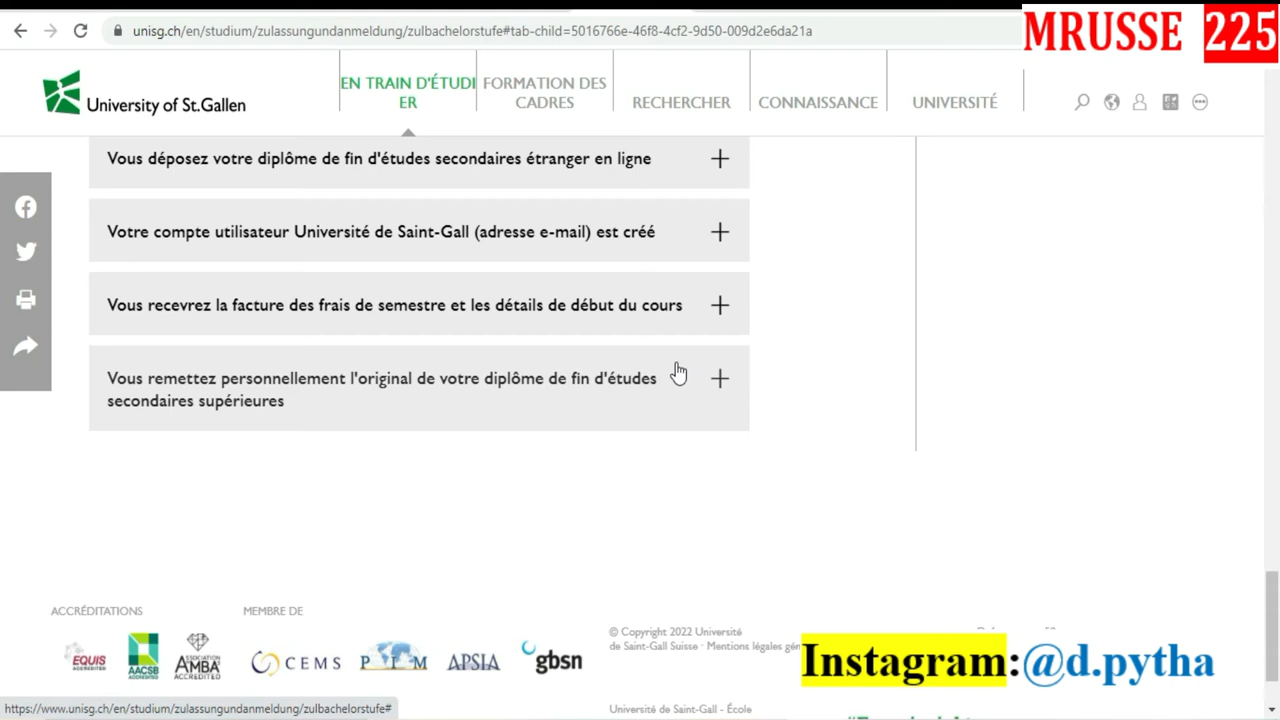 unisg.ch/en/studium/zulassungundanmeldung/zulbachelorstufe#tab-child=5016766e-46f8-4cf2-9d50-009d2e6da21a
MRUSSE 225
University of St.Gallen
EN TRAIN D'ÉTUDI
ER
FORMATION DES
CADRES
RECHERCHER
CONNAISSANCE
UNIVERSITÉ
Vous déposez votre diplôme de fin d'études secondaires étranger en ligne
Votre compte utilisateur Université de Saint-Gall (adresse e-mail) est créé
Vous recevrez la facture des frais de semestre et les détails de début du cours
Vous remettez personnellement l'original de votre diplôme de fin d'études
secondaires supérieures
ACCRÉDITATIONS
MEMBRE DE
EQUIS
ACCREDITED
AACSB
ACCREDITED
ASSOCIATION
AMBA
ACCREDITED
CEMS
PIM
APSIA
gbsn
© Copyright 2022 Université
de Saint-Gall Suisse · Mentions légales
Instagram:@d.pytha
https://www.unisg.ch/en/studium/zulassungundanmeldung/zulbachelorstufe#
Université de Saint-Gall - École